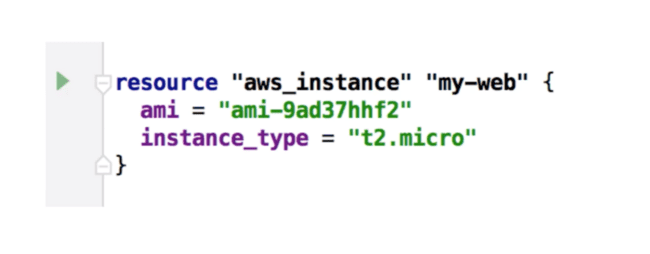 resource "aws_instance" "my-web" {
ami = "ami-9ad37hhf2"
instance_type = "t2.micro"
}